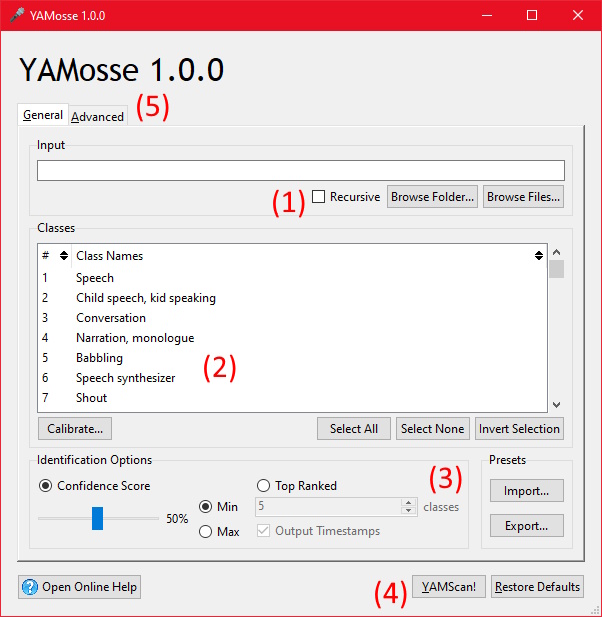 YAMosse 1.0.0
YAMosse 1.0.0
General Advanced (5)
Input
(1) Recursive Browse Folder... Browse Files...
Classes
# Class Names
1 Speech
2 Child speech, kid speaking
3 Conversation
4 Narration, monologue
5 Babbling
(2)
6 Speech synthesizer
7 Shout
Calibrate... Select All Select None Invert Selection
Identification Options
Confidence Score
50%
Min
Max
Top Ranked
(3)
5 classes
Output Timestamps
Presets
Import...
Export...
? Open Online Help (4) YAMScan! Restore Defaults